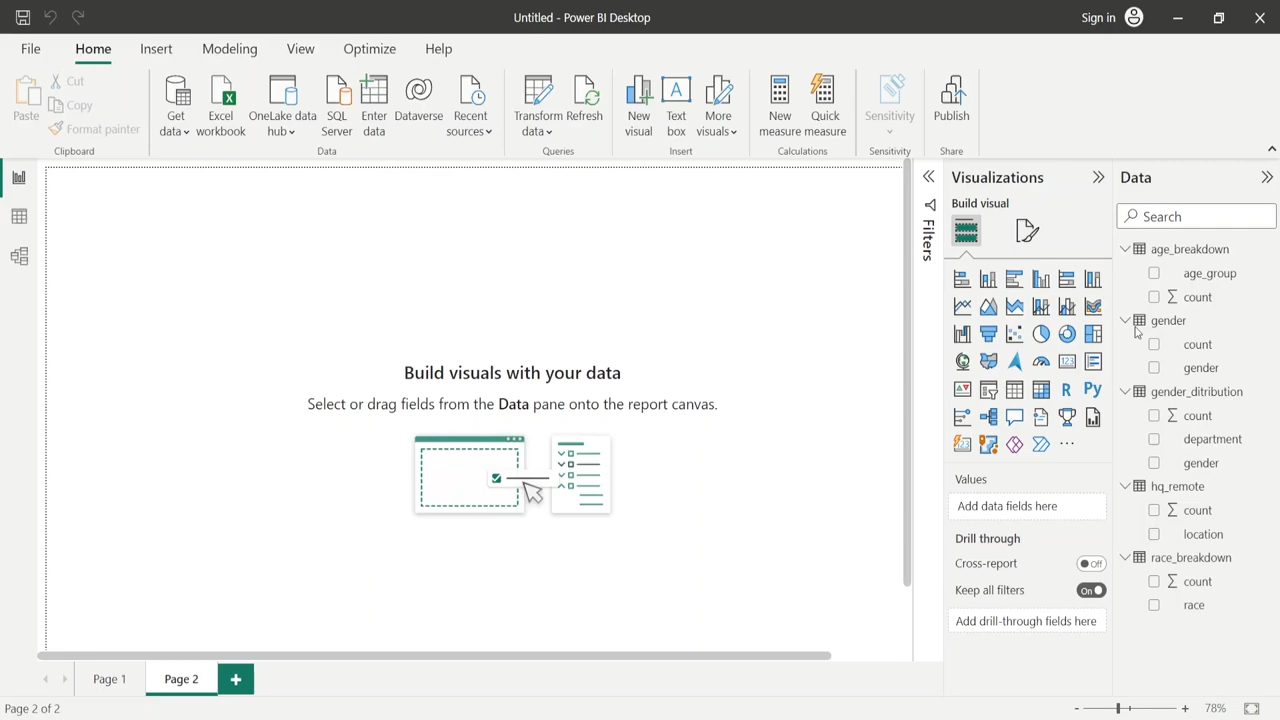 Untitled - Power BI Desktop
Sign in
File Home Insert Modeling View Optimize Help
Paste
Cut
Copy
Format painter
Clipboard
Get data
Excel workbook
OneLake data hub
SQL Server
Enter data
Dataverse
Recent sources
Data
Transform data
Refresh
Queries
New visual
Text box
More visuals
Insert
New measure
Quick measure
Calculations
Sensitivity
Sensitivity
Publish
Share
Build visuals with your data
Select or drag fields from the Data pane onto the report canvas.
Filters
Visualizations
Build visual
123
R
Py
123
...
Values
Add data fields here
Drill through
Cross-report
Off
Keep all filters
On
Add drill-through fields here
Data
Search
age_breakdown
age_group
count
gender
count
gender
gender_ditribution
count
department
gender
hq_remote
count
location
race_breakdown
count
race
Page 1
Page 2
Page 2 of 2
78%